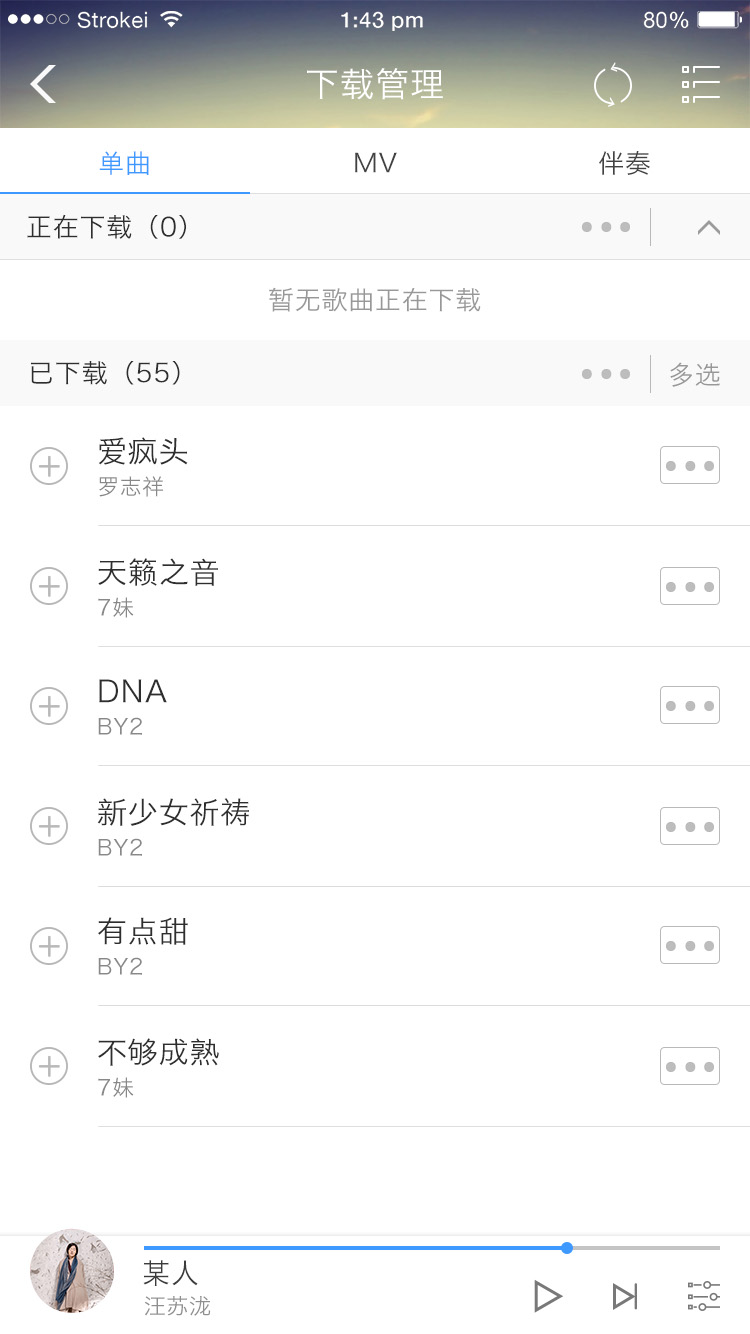 Strokei 1:43 pm 80%
下载管理
单曲 MV 伴奏
正在下载（0）
暂无歌曲正在下载
已下载（55） 多选
爱疯头
罗志祥
天籁之音
7妹
DNA
BY2
新少女祈祷
BY2
有点甜
BY2
不够成熟
7妹
某人
汪苏泷